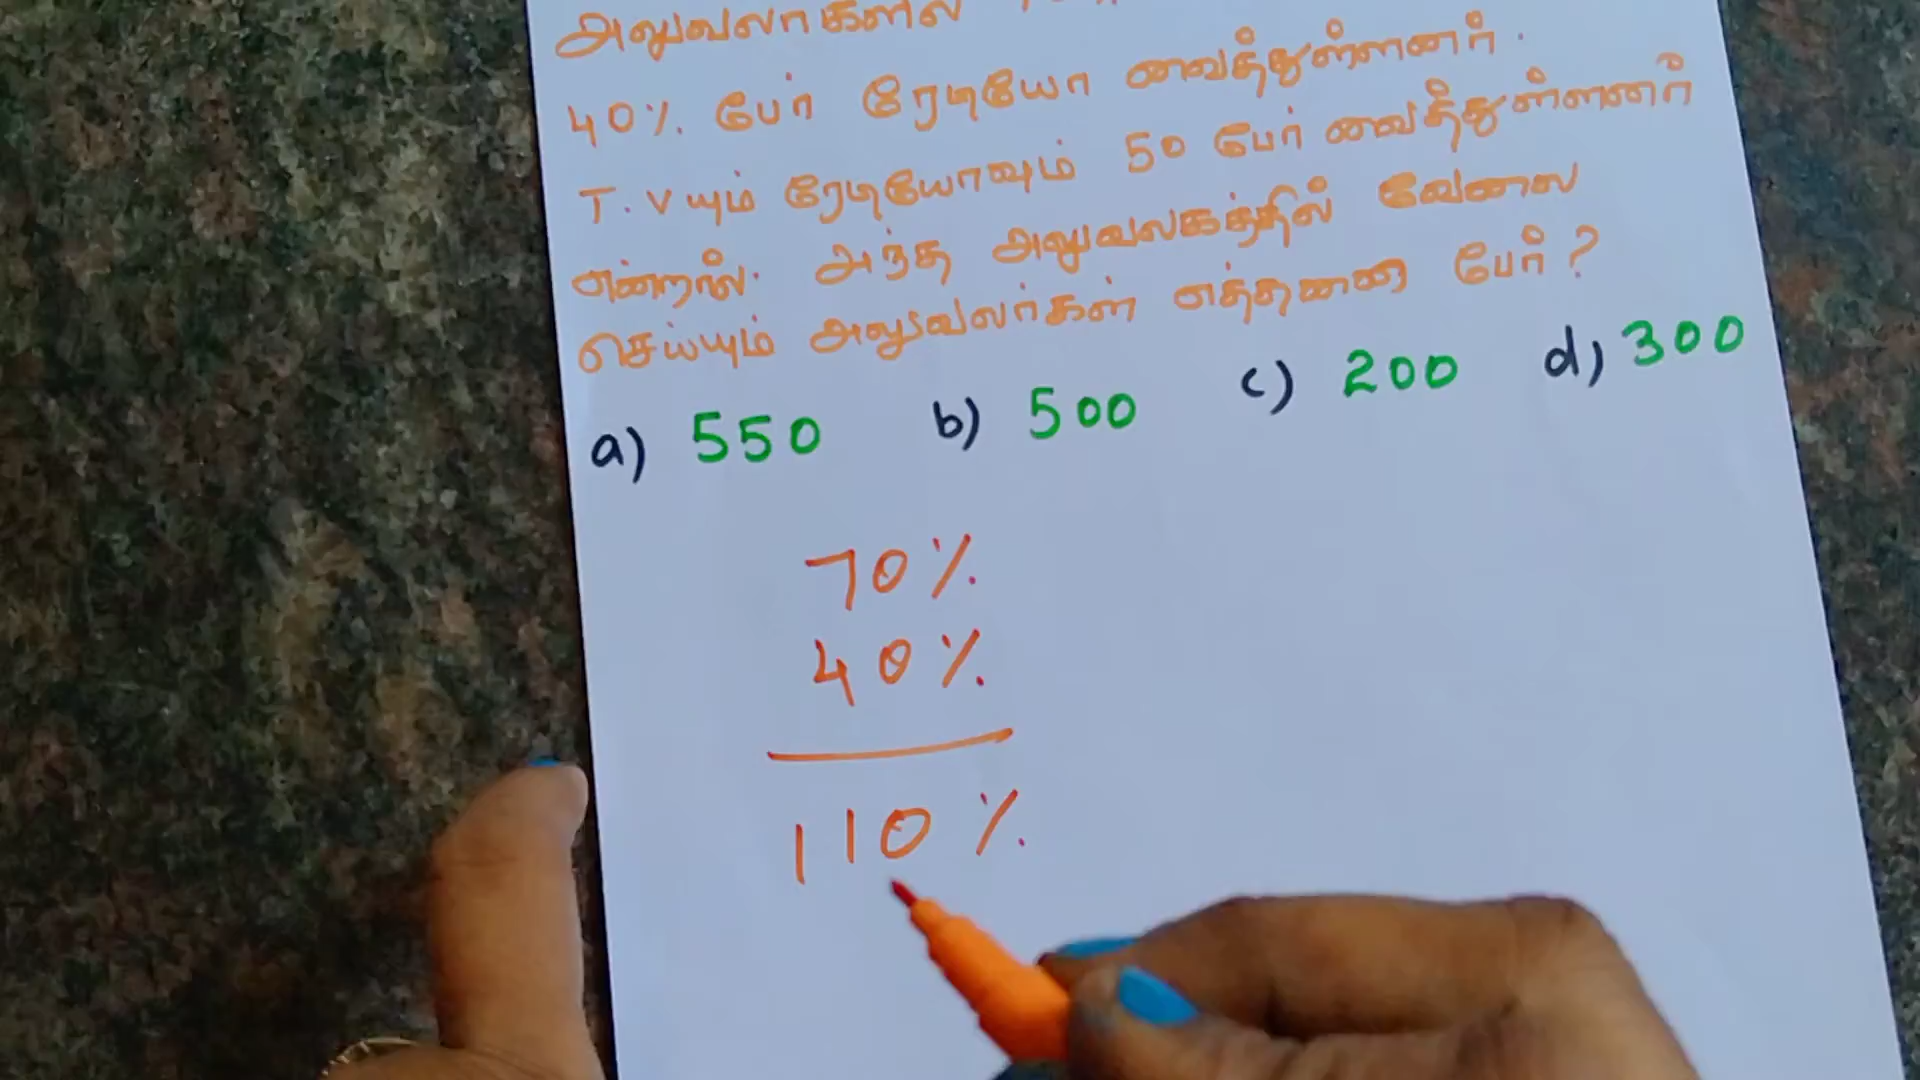 அலுவலர்களில்
40% பேர் ரேடியோ வைத்துள்ளனர்.
T.V யும் ரேடியோவும் 50 பேர் வைத்துள்ளனர்
என்றால். அந்த அலுவலகத்தில் வேலை
செய்யும் அலுவலர்கள் எத்தனை பேர்?
a) 550 b) 500 c) 200 d) 300
70%
40%
110%